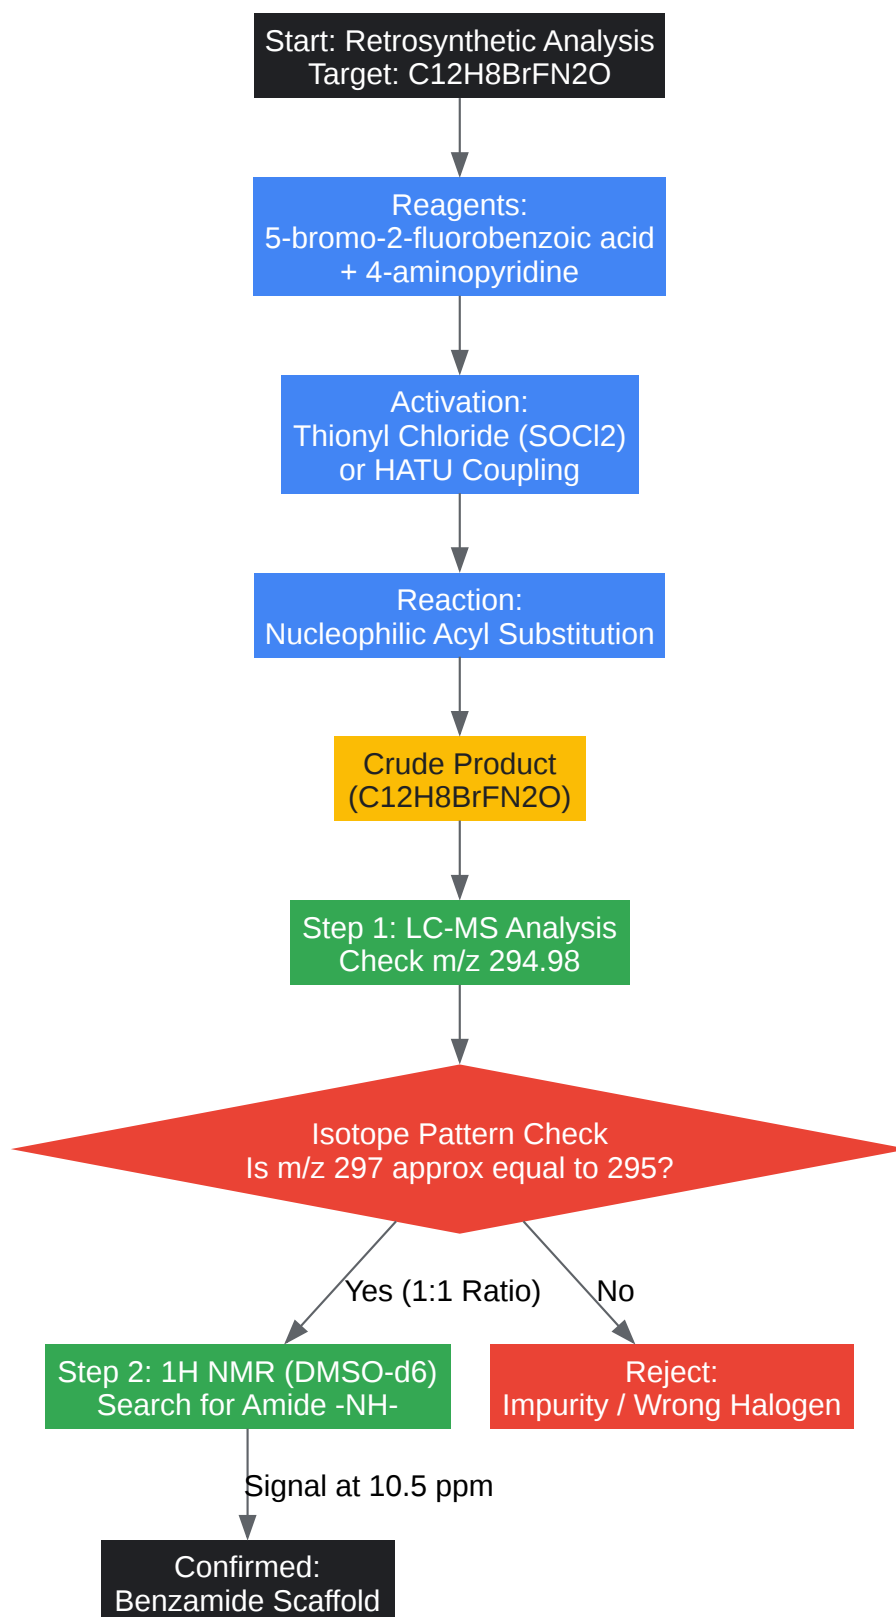 Start: Retrosynthetic Analysis
Target: C12H8BrFN2O
Reagents:
5-bromo-2-fluorobenzoic acid
+ 4-aminopyridine
Activation:
Thionyl Chloride (SOCl2)
or HATU Coupling
Reaction:
Nucleophilic Acyl Substitution
Crude Product
(C12H8BrFN2O)
Step 1: LC-MS Analysis
Check m/z 294.98
Isotope Pattern Check
Is m/z 297 approx equal to 295?
Yes (1:1 Ratio)
No
Step 2: 1H NMR (DMSO-d6)
Search for Amide -NH-
Reject:
Impurity / Wrong Halogen
Signal at 10.5 ppm
Confirmed:
Benzamide Scaffold